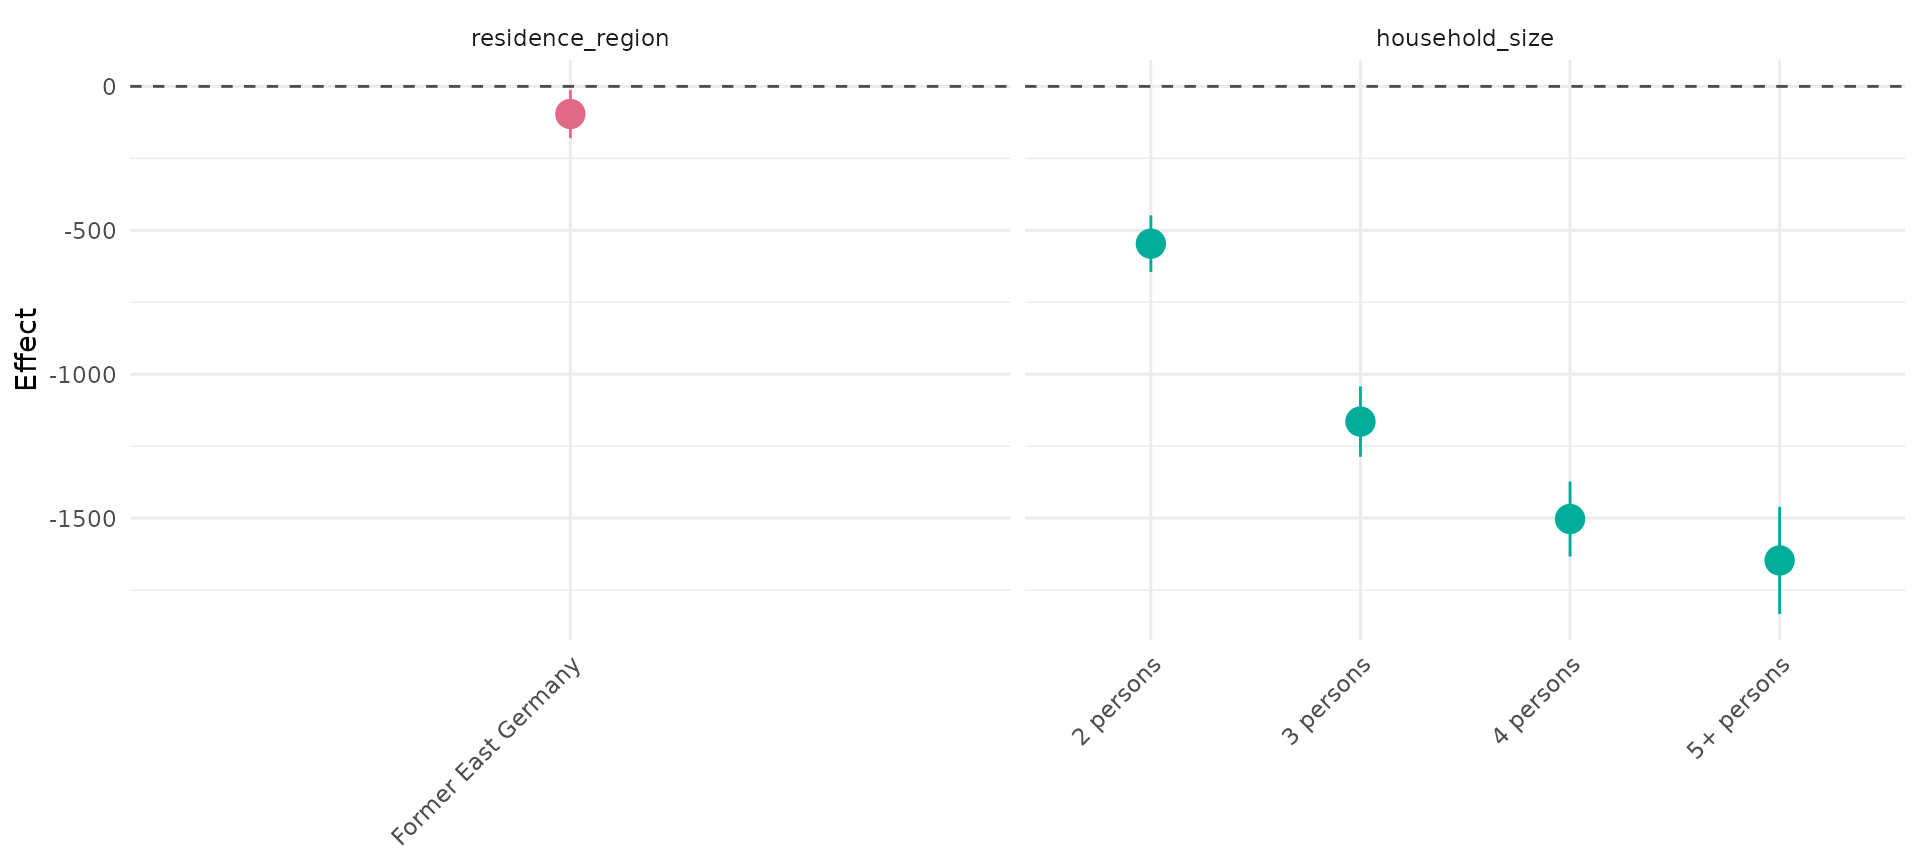 residence_region
household_size
0
-500
-1000
-1500
Effect
Former East Germany
2 persons
3 persons
4 persons
5+ persons